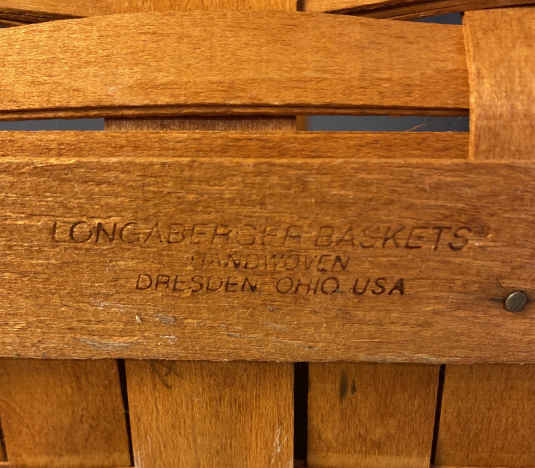 LONGABERGER BASKETS
HANDWOVEN
DRESDEN, OHIO USA